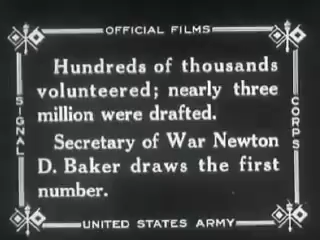 OFFICIAL FILMS
Hundreds of thousands
volunteered; nearly three
million were drafted.
Secretary of War Newton
D. Baker draws the first
number.
SIGNAL
CORPS
UNITED STATES ARMY